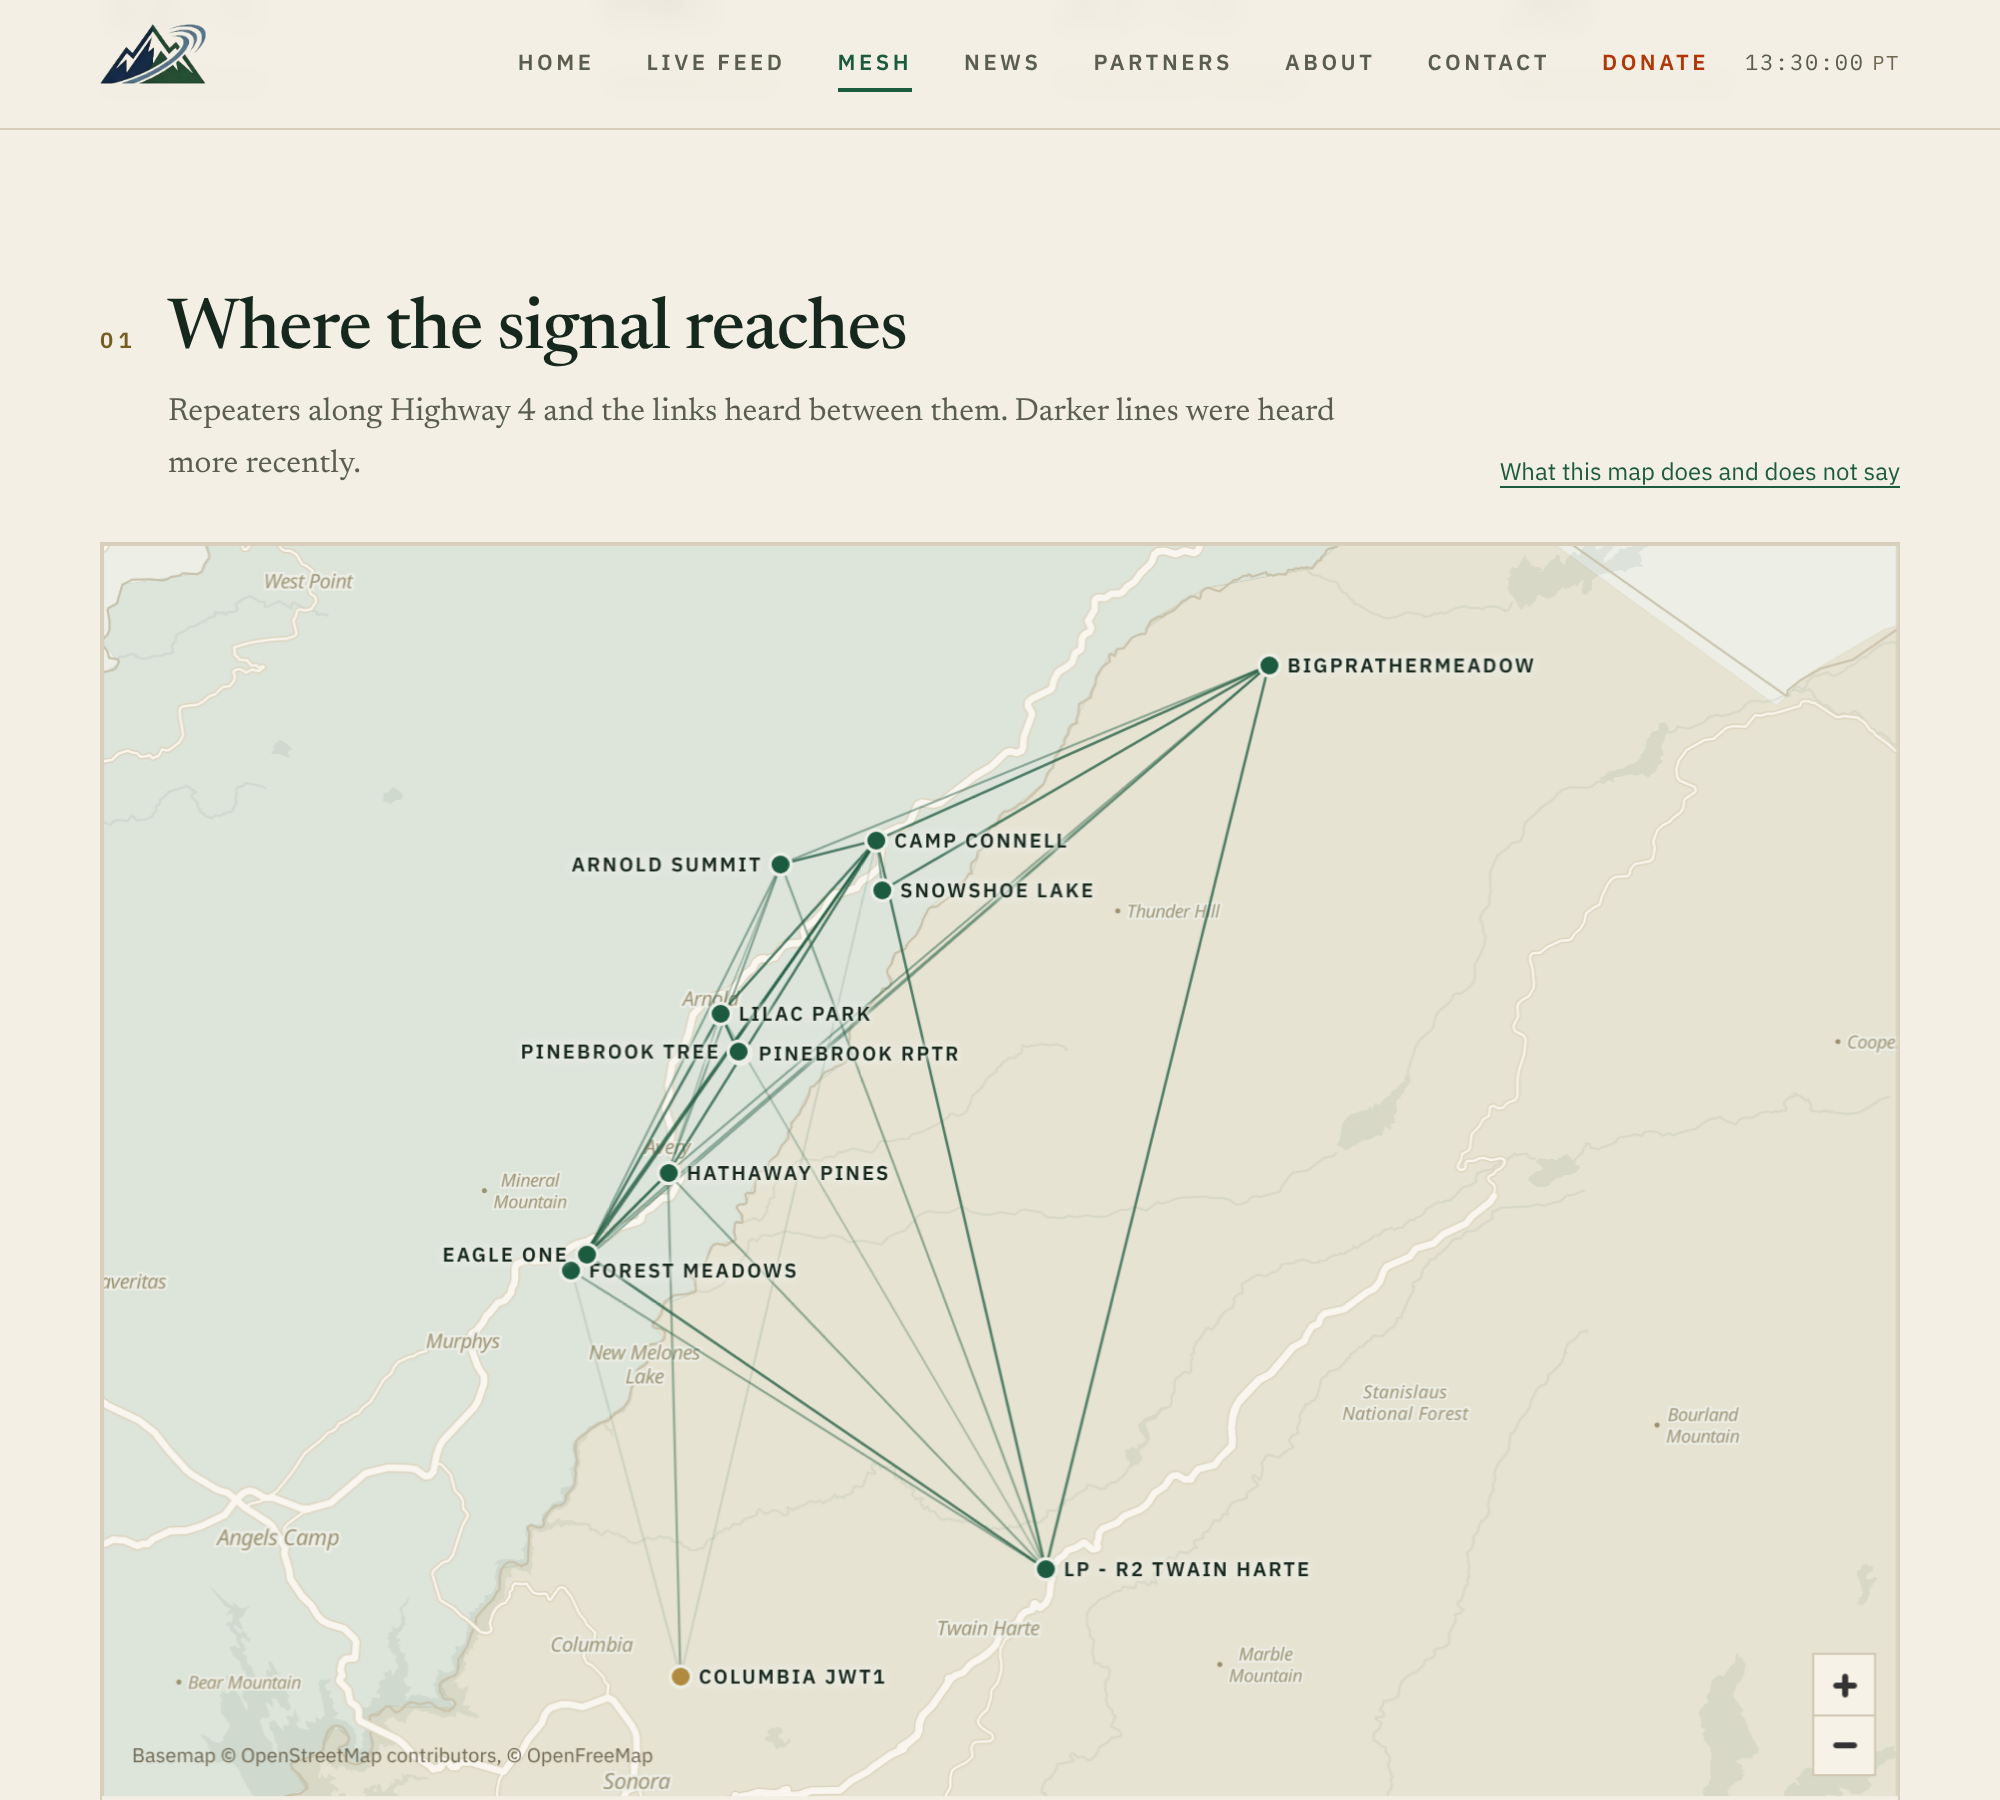 HOME LIVE FEED MESH NEWS PARTNERS ABOUT CONTACT DONATE 13:30:00 PT
01 Where the signal reaches
Repeaters along Highway 4 and the links heard between them. Darker lines were heard
more recently.
What this map does and does not say
West Point
BIGPRATHERMEADOW
CAMP CONNELL
ARNOLD SUMMIT
SNOWSHOE LAKE
Thunder Hill
Arnold
LILAC PARK
PINEBROOK TREE
PINEBROOK RPTR
Coope
Avery
HATHAWAY PINES
Mineral
Mountain
EAGLE ONE
FOREST MEADOWS
averitas
Murphys
New Melones
Lake
Stanislaus
National Forest
Bourland
Mountain
Angels Camp
LP - R2 TWAIN HARTE
Twain Harte
Columbia
Marble
Mountain
Bear Mountain
COLUMBIA JWT1
+
−
Basemap © OpenStreetMap contributors, © OpenFreeMap
Sonora